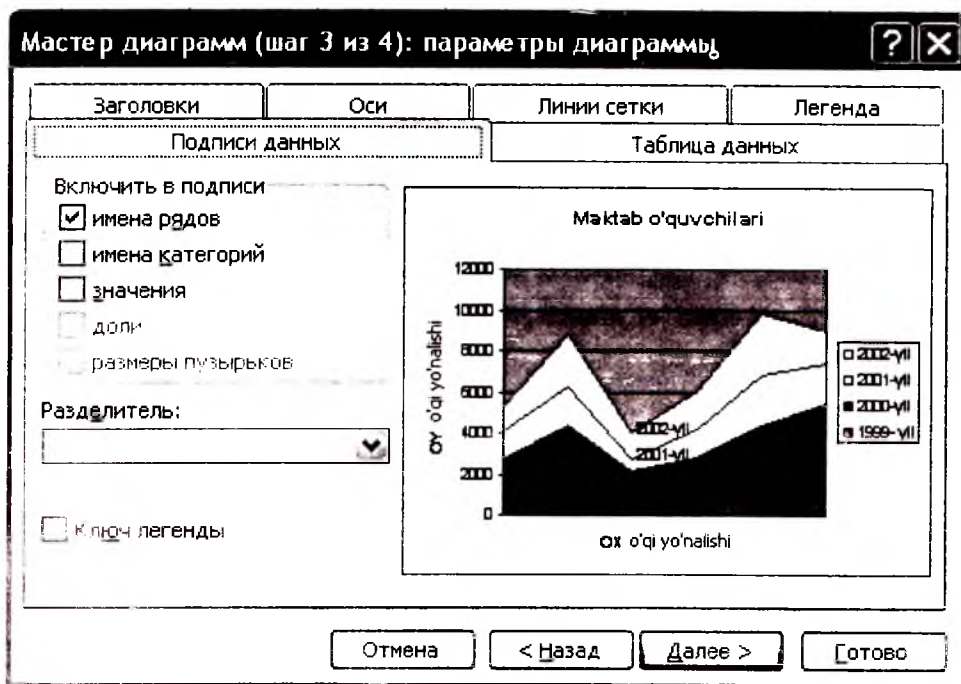 Мастер диаграмм (шаг 3 из 4): параметры диаграммы
Заголовки Оси Линии сетки Легенда
Подписи данных Таблица данных
Включить в подписи
имена рядов
имена категорий
значения
доли
размеры пузырьков
Разделитель:
Ключ легенды
Maktab o'quvchilari
12000
10000
8000
6000
4000
2000
0
OY o'qi yo'nalishi
2002-yil
2001-yil
OX o'qi yo'nalishi
2002-yil
2001-yil
2000-yil
1999-yil
Отмена < Назад Далее > Готово